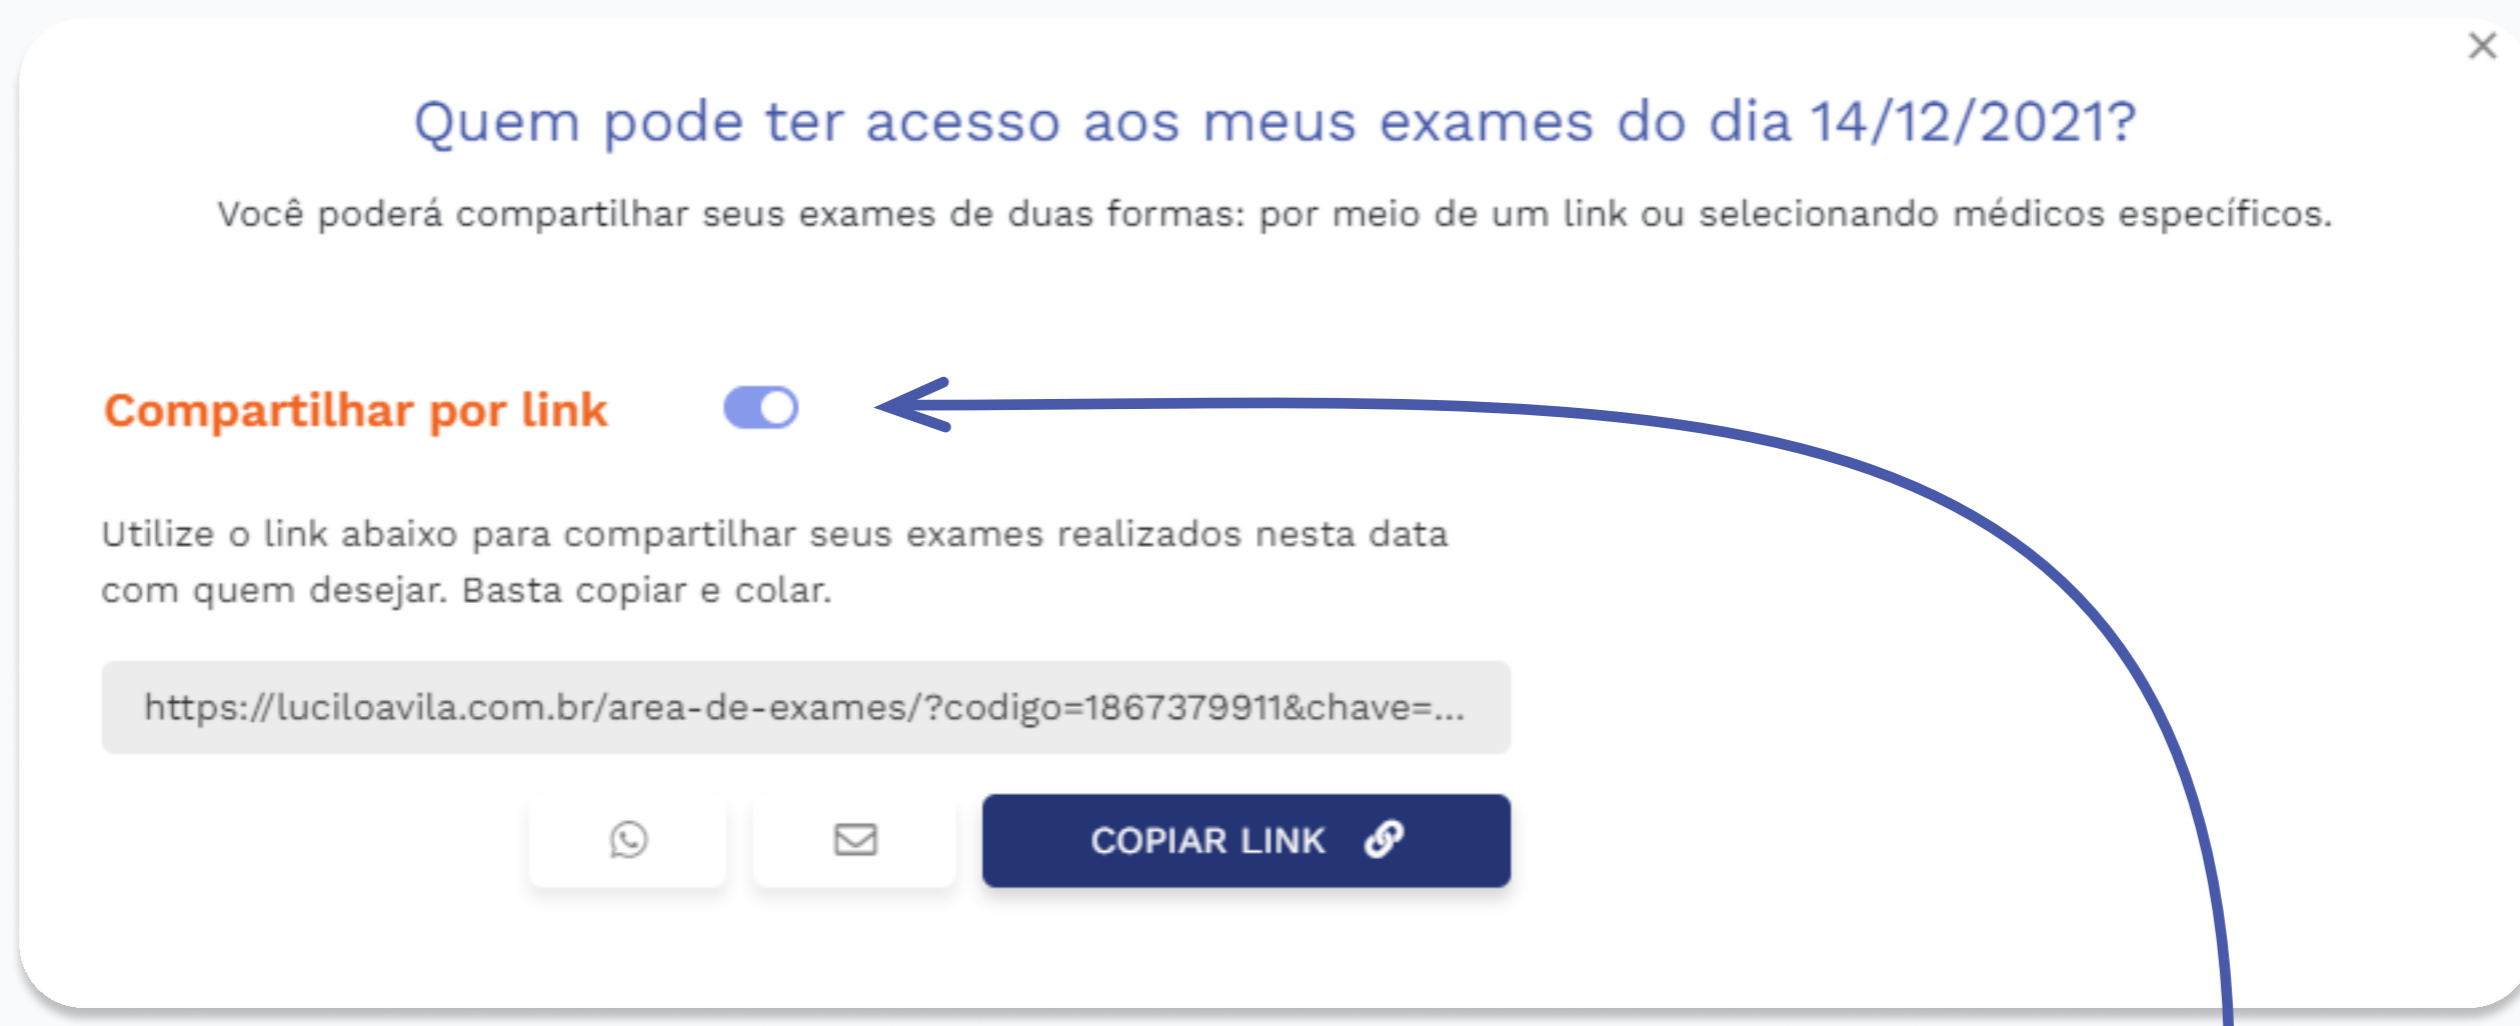 Quem pode ter acesso aos meus exames do dia 14/12/2021?
Você poderá compartilhar seus exames de duas formas: por meio de um link ou selecionando médicos específicos.
Compartilhar por link
Utilize o link abaixo para compartilhar seus exames realizados nesta data
com quem desejar. Basta copiar e colar.
https://luciloavila.com.br/area-de-exames/?codigo=1867379911&chave=...
COPIAR LINK